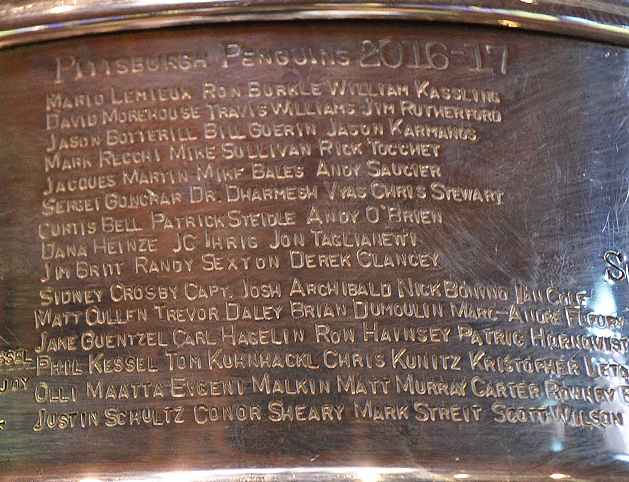 PITTSBURGH PENGUINS 2016-17
MARIO LEMIEUX RON BURKLE WILLIAM KASSLING
DAVID MOREHOUSE TRAVIS WILLIAMS JIM RUTHERFORD
JASON BOTTERILL BILL GUERIN JASON KARMANOS
MARK RECCHI MIKE SULLIVAN RICK TOCCHET
JACQUES MARTIN MIKE BALES ANDY SAUCIER
SERGEI GONCHAR DR. DHARMESH VYAS CHRIS STEWART
CURTIS BELL PATRICK STEIDLE ANDY O'BRIEN
DANA HEINZE JC IHRIG JON TAGLIANETTI
JIM BRITT RANDY SEXTON DEREK CLANCEY
SIDNEY CROSBY CAPT. JOSH ARCHIBALD NICK BONINO IAN COLE
MATT CULLEN TREVOR DALEY BRIAN DUMOULIN MARC-ANDRE FLEURY
JAKE GUENTZEL CARL HAGELIN RON HAINSEY PATRIC HORNQVIST
PHIL KESSEL TOM KUHNHACKL CHRIS KUNITZ KRISTOPHER LETA
OLLI MAATTA EVGENI MALKIN MATT MURRAY CARTER ROWNEY
JUSTIN SCHULTZ CONOR SHEARY MARK STREIT SCOTT WILSON